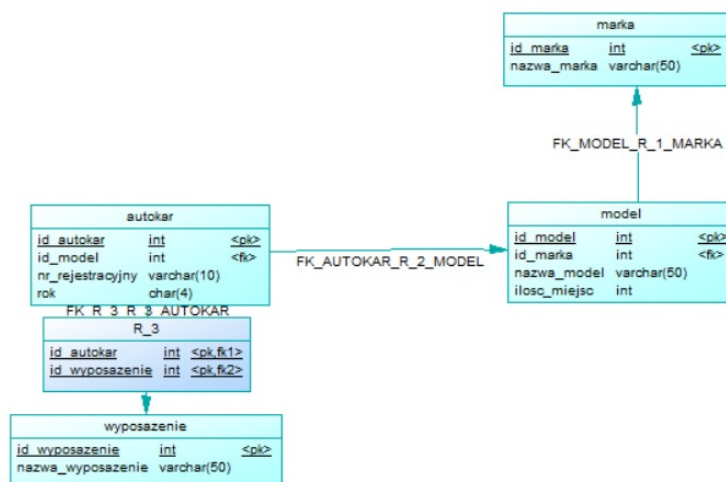 marka
id_marka int <pk>
nazwa_marka varchar(50)
FK_MODEL_R_1_MARKA
model
id_model int <pk>
id_marka int <fk>
nazwa_model varchar(50)
ilosc_miejsc int
FK_AUTOKAR_R_2_MODEL
autokar
id_autokar int <pk>
id_model int <fk>
nr_rejestracyjny varchar(10)
rok char(4)
FK_R_3_R_3_AUTOKAR
R_3
id_autokar int <pk,fk1>
id_wyposazenie int <pk,fk2>
wyposazenie
id_wyposazenie int <pk>
nazwa_wyposazenie varchar(50)